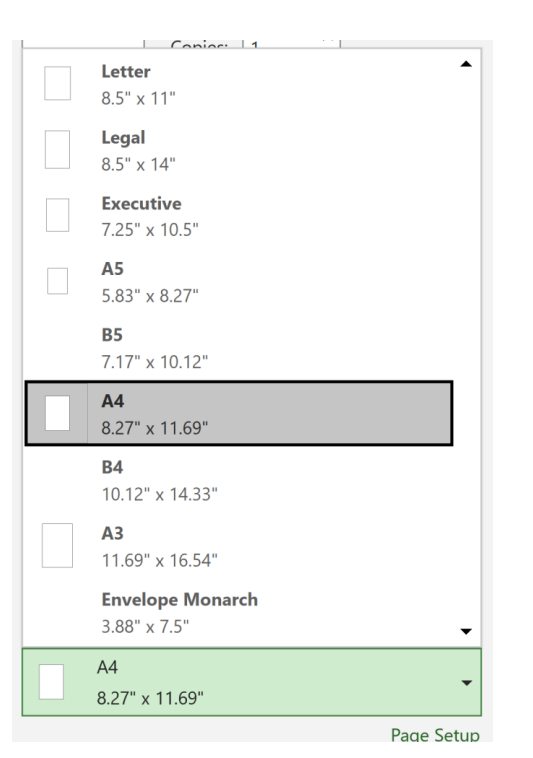 Copies: 1
Letter
8.5" x 11"
Legal
8.5" x 14"
Executive
7.25" x 10.5"
A5
5.83" x 8.27"
B5
7.17" x 10.12"
A4
8.27" x 11.69"
B4
10.12" x 14.33"
A3
11.69" x 16.54"
Envelope Monarch
3.88" x 7.5"
A4
8.27" x 11.69"
Page Setup